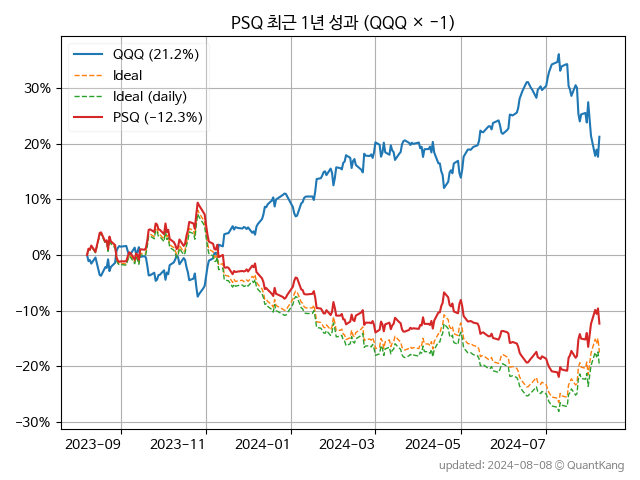 PSQ 최근 1년 성과 (QQQ × −1)
QQQ (21.2%)
Ideal
Ideal (daily)
PSQ (−12.3%)
30%
20%
10%
0%
−10%
−20%
−30%
2023-09
2023-11
2024-01
2024-03
2024-05
2024-07
updated: 2024-08-08 © QuantKang